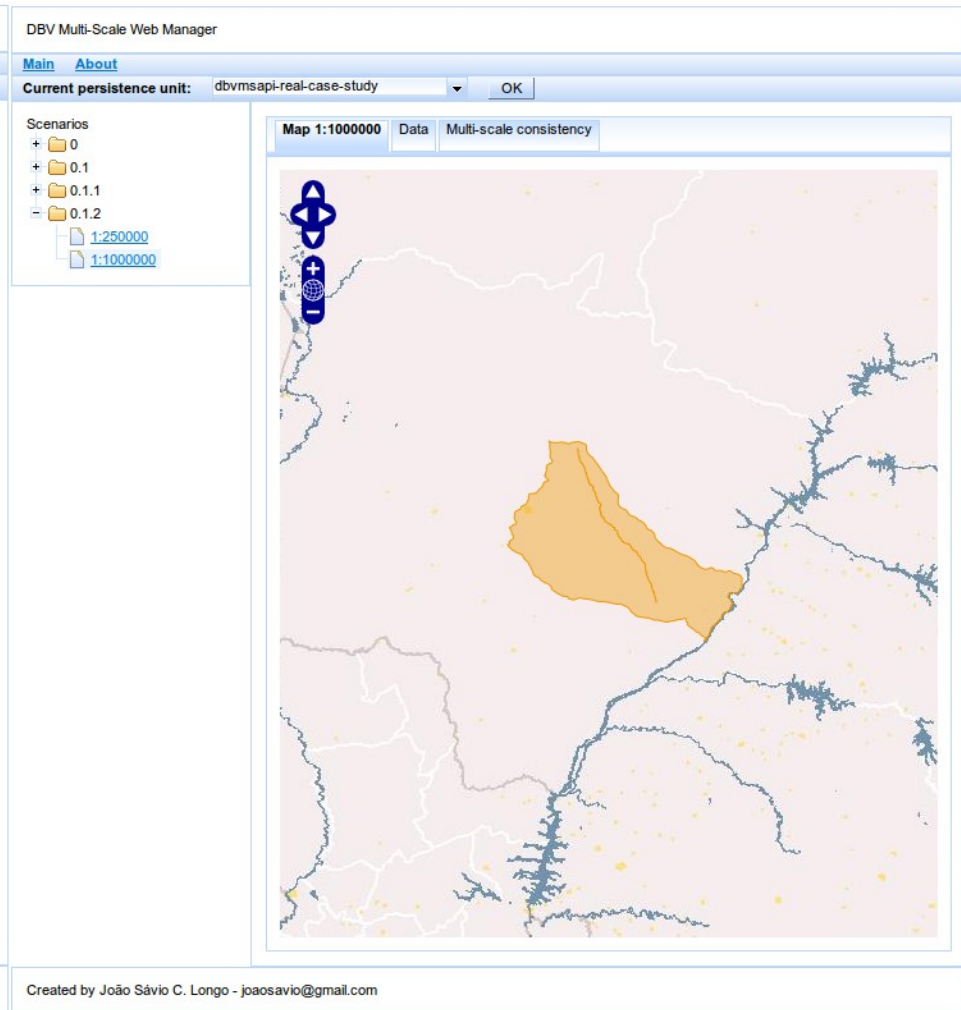 DBV Multi-Scale Web Manager
Main About
Current persistence unit: dbvmsapi-real-case-study OK
Scenarios
Map 1:1000000 Data Multi-scale consistency
0
0.1
0.1.1
0.1.2
1:250000
1:1000000
Created by João Sávio C. Longo - joaosavio@gmail.com